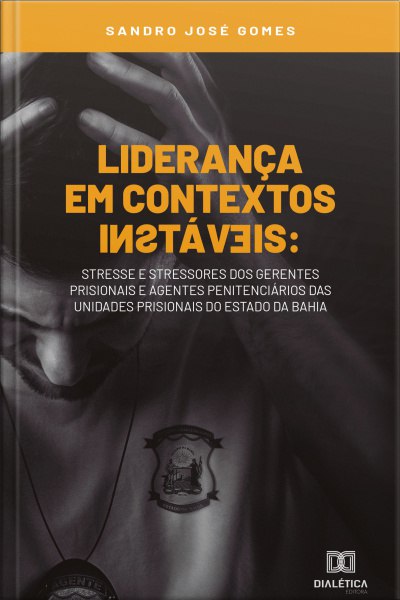 SANDRO JOSÉ GOMES
LIDERANÇA
EM CONTEXTOS
INSTÁVEIS:
STRESSE E STRESSORES DOS GERENTES
PRISIONAIS E AGENTES PENITENCIÁRIOS DAS
UNIDADES PRISIONAIS DO ESTADO DA BAHIA
AGENTE
DIALÉTICA
EDITORA